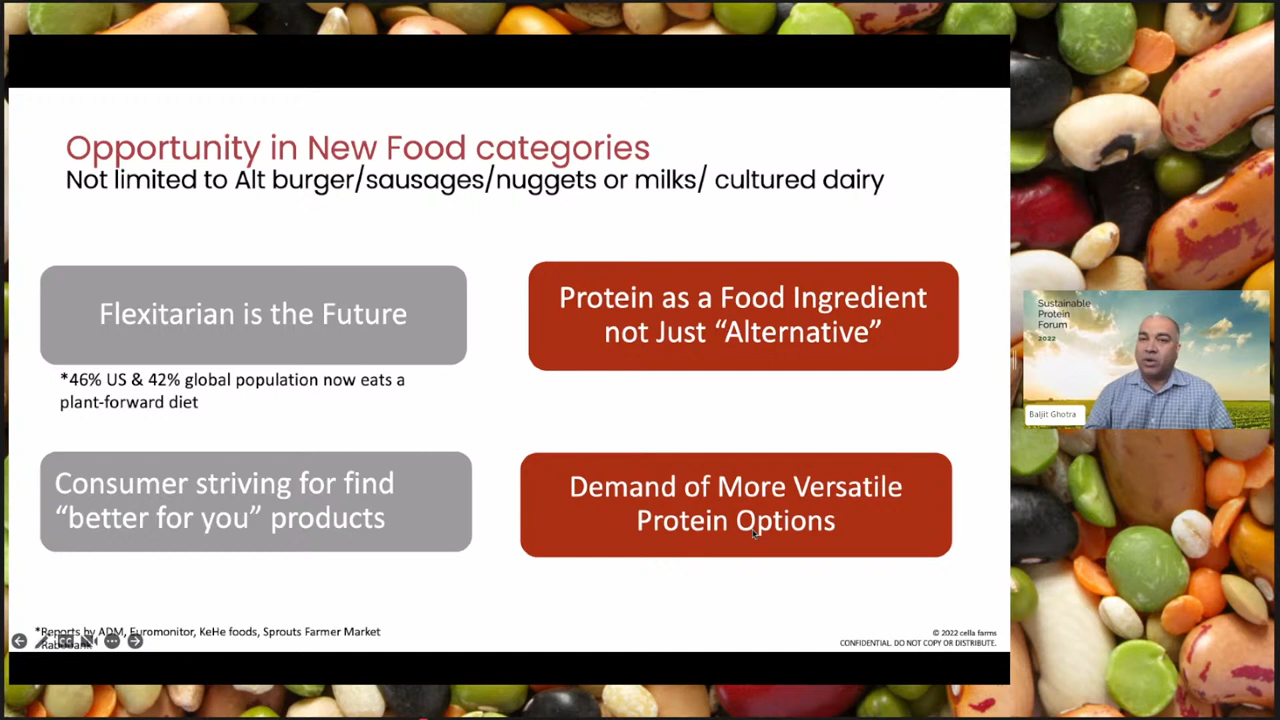 Opportunity in New Food categories
Not limited to Alt burger/sausages/nuggets or milks/ cultured dairy
Flexitarian is the Future
*46% US & 42% global population now eats a
plant-forward diet
Protein as a Food Ingredient
not Just “Alternative”
Consumer striving for find
“better for you” products
Demand of More Versatile
Protein Options
*Reports by ADM, Euromonitor, KeHe foods, Sprouts Farmer Market
Rabobank
© 2022 cella farms
CONFIDENTIAL. DO NOT COPY OR DISTRIBUTE.
Sustainable
Protein
Forum
2022
Baljit Ghotra